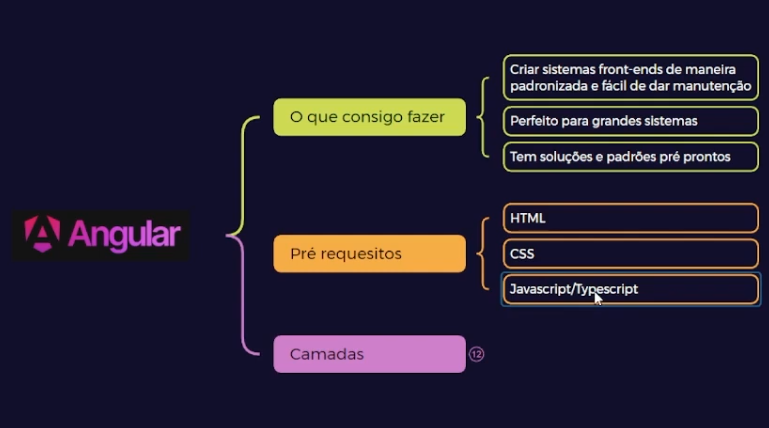 Angular
O que consigo fazer
Criar sistemas front-ends de maneira
padronizada e fácil de dar manutenção
Perfeito para grandes sistemas
Tem soluções e padrões pré prontos
Pré requesitos
HTML
CSS
Javascript/Typescript
Camadas
12